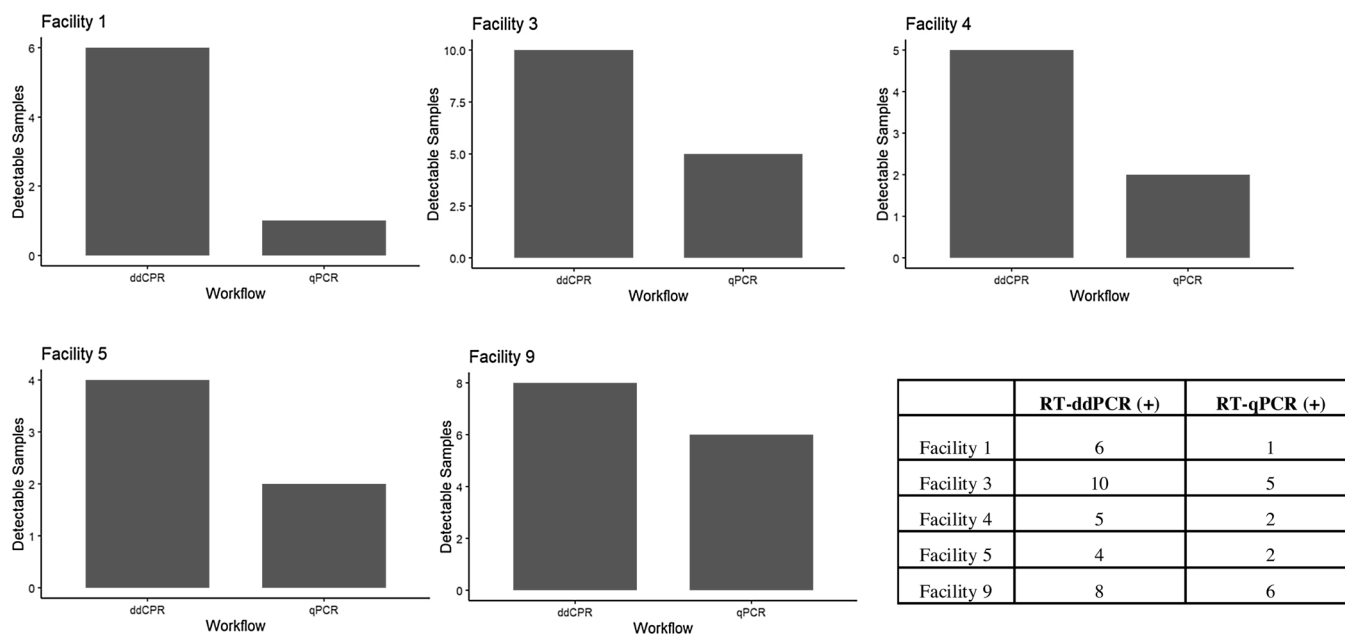 Facility 1
6
4
2
0
Detectable Samples
ddCPR qPCR
Workflow
Facility 3
10.0
7.5
5.0
2.5
0.0
Detectable Samples
ddCPR qPCR
Workflow
Facility 4
5
4
3
2
1
0
Detectable Samples
ddCPR qPCR
Workflow
Facility 5
4
3
2
1
0
Detectable Samples
ddCPR qPCR
Workflow
Facility 9
8
6
4
2
0
Detectable Samples
ddCPR qPCR
Workflow
RT-ddPCR (+) RT-qPCR (+)
Facility 1 6 1
Facility 3 10 5
Facility 4 5 2
Facility 5 4 2
Facility 9 8 6